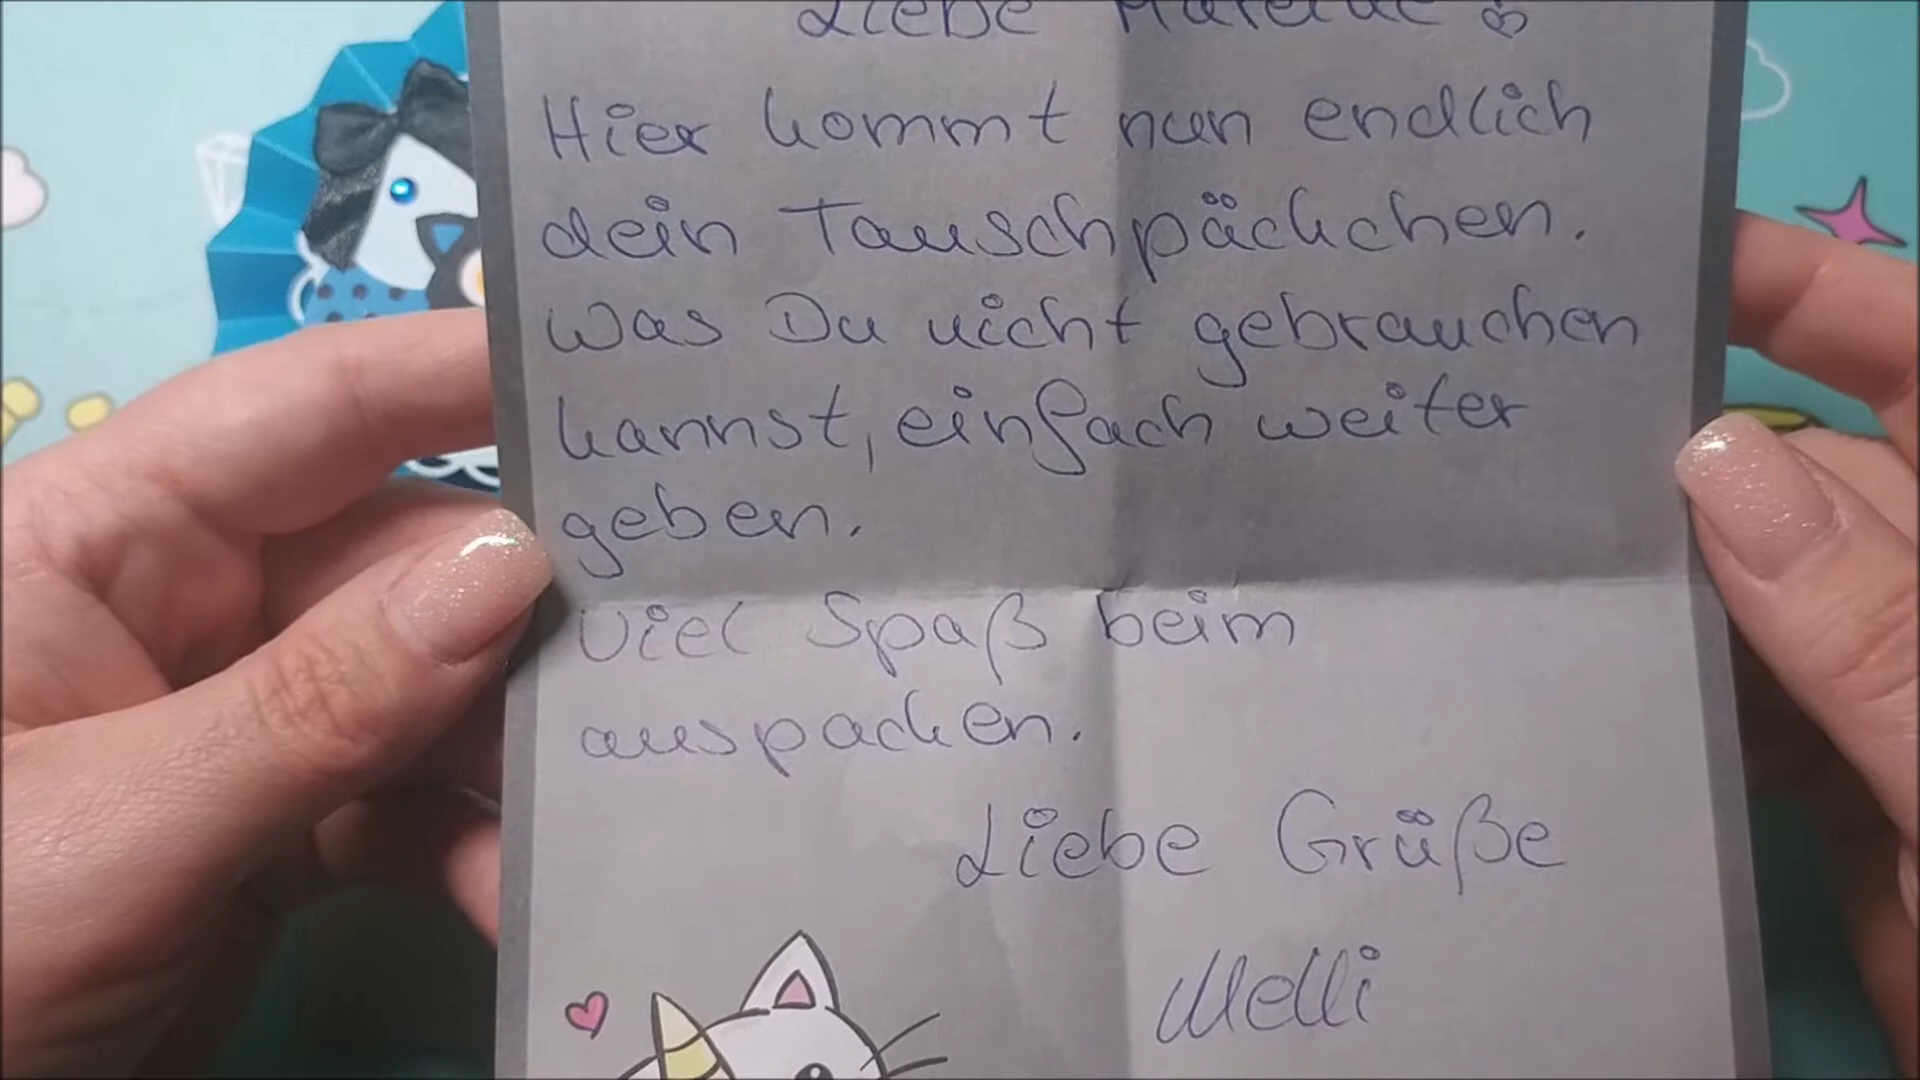 Liebe
Hier kommt nun endlich
dein Tauschpäckchen.
Was Du nicht gebrauchen
kannst, einfach weiter
geben.
Viel Spaß beim
auspacken.
Liebe Grüße
Melli